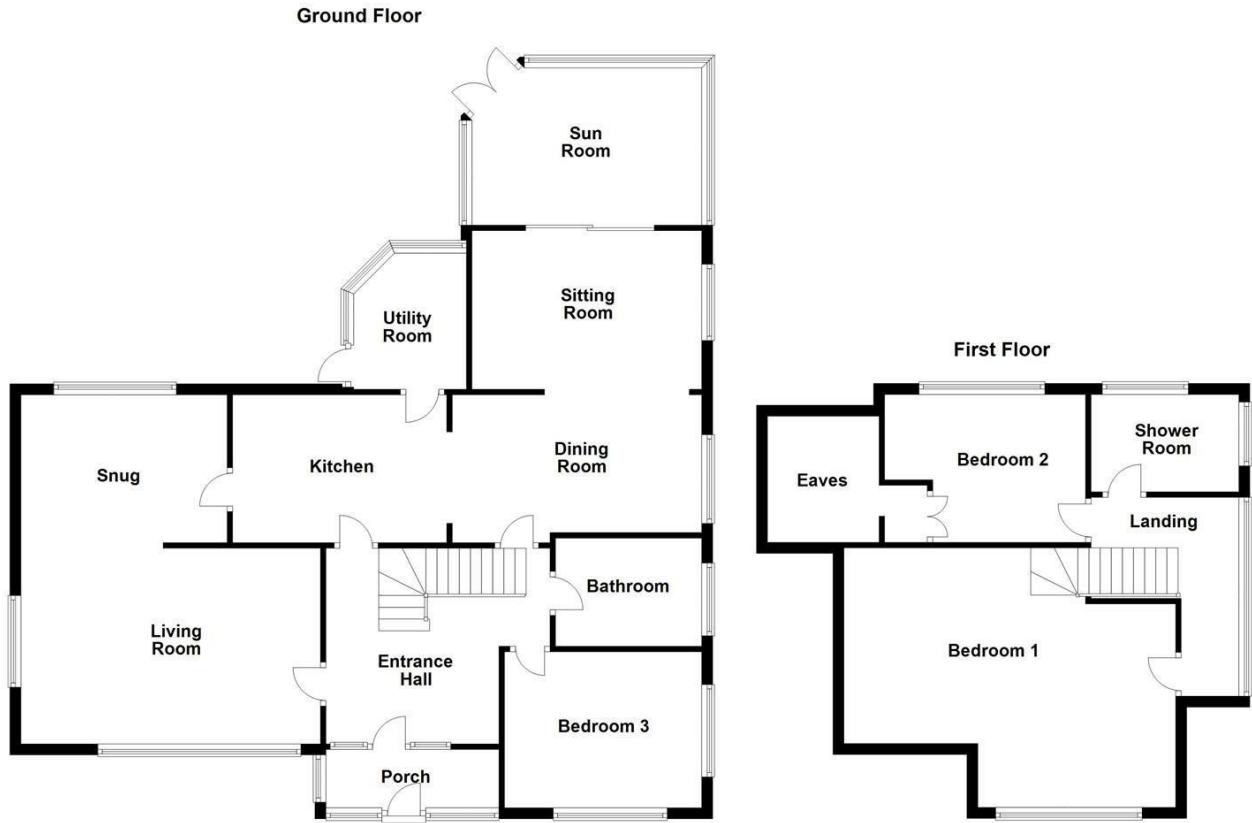 Ground Floor
Sun
Room
Sitting
Room
Utility
Room
Snug
Kitchen
Dining
Room
Bathroom
Living
Room
Entrance
Hall
Bedroom 3
Porch
First Floor
Shower
Room
Bedroom 2
Eaves
Landing
Bedroom 1